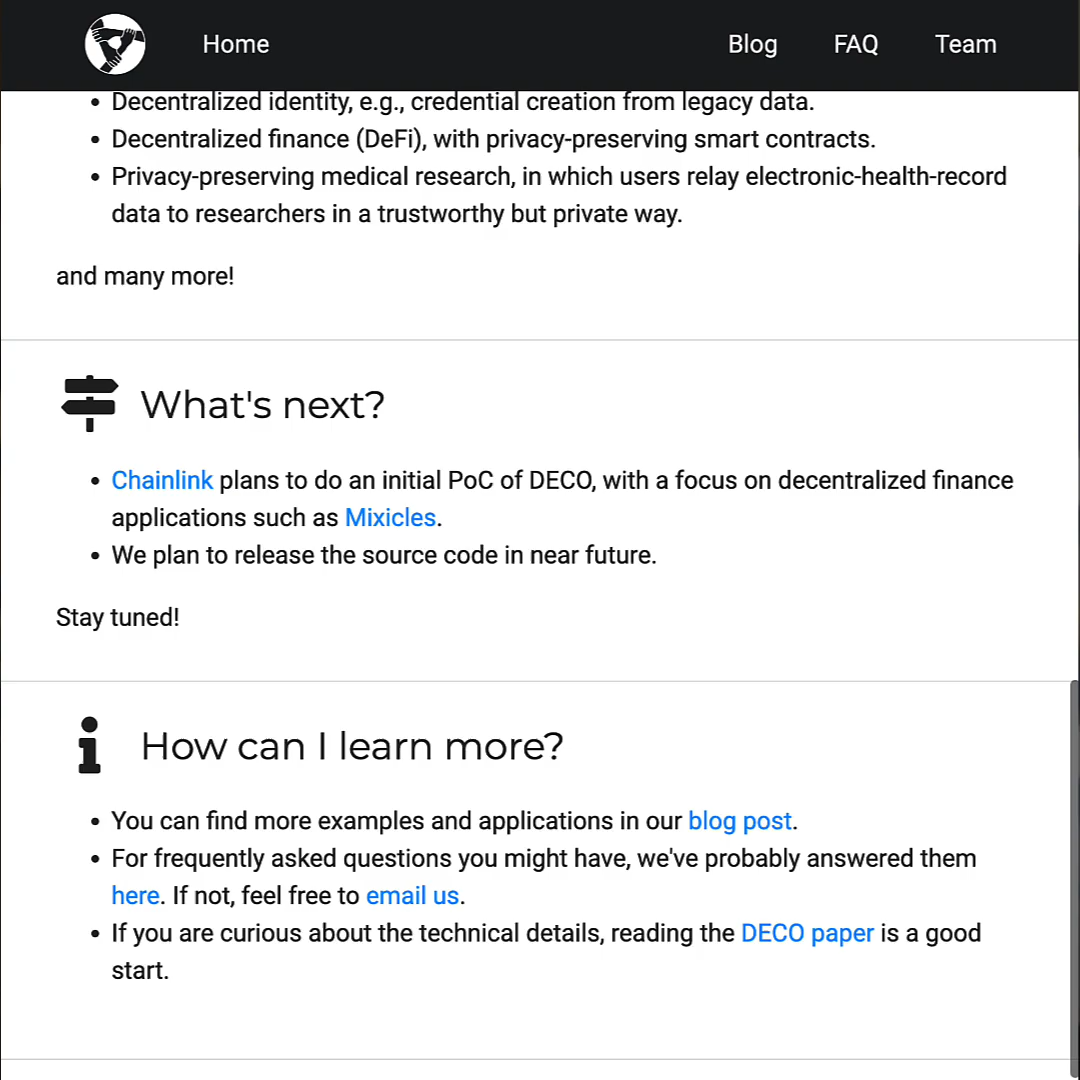 Home Blog FAQ Team
• Decentralized identity, e.g., credential creation from legacy data.
• Decentralized finance (DeFi), with privacy-preserving smart contracts.
• Privacy-preserving medical research, in which users relay electronic-health-record
data to researchers in a trustworthy but private way.
and many more!
What's next?
• Chainlink plans to do an initial PoC of DECO, with a focus on decentralized finance
applications such as Mixicles.
• We plan to release the source code in near future.
Stay tuned!
How can I learn more?
• You can find more examples and applications in our blog post.
• For frequently asked questions you might have, we've probably answered them
here. If not, feel free to email us.
• If you are curious about the technical details, reading the DECO paper is a good
start.